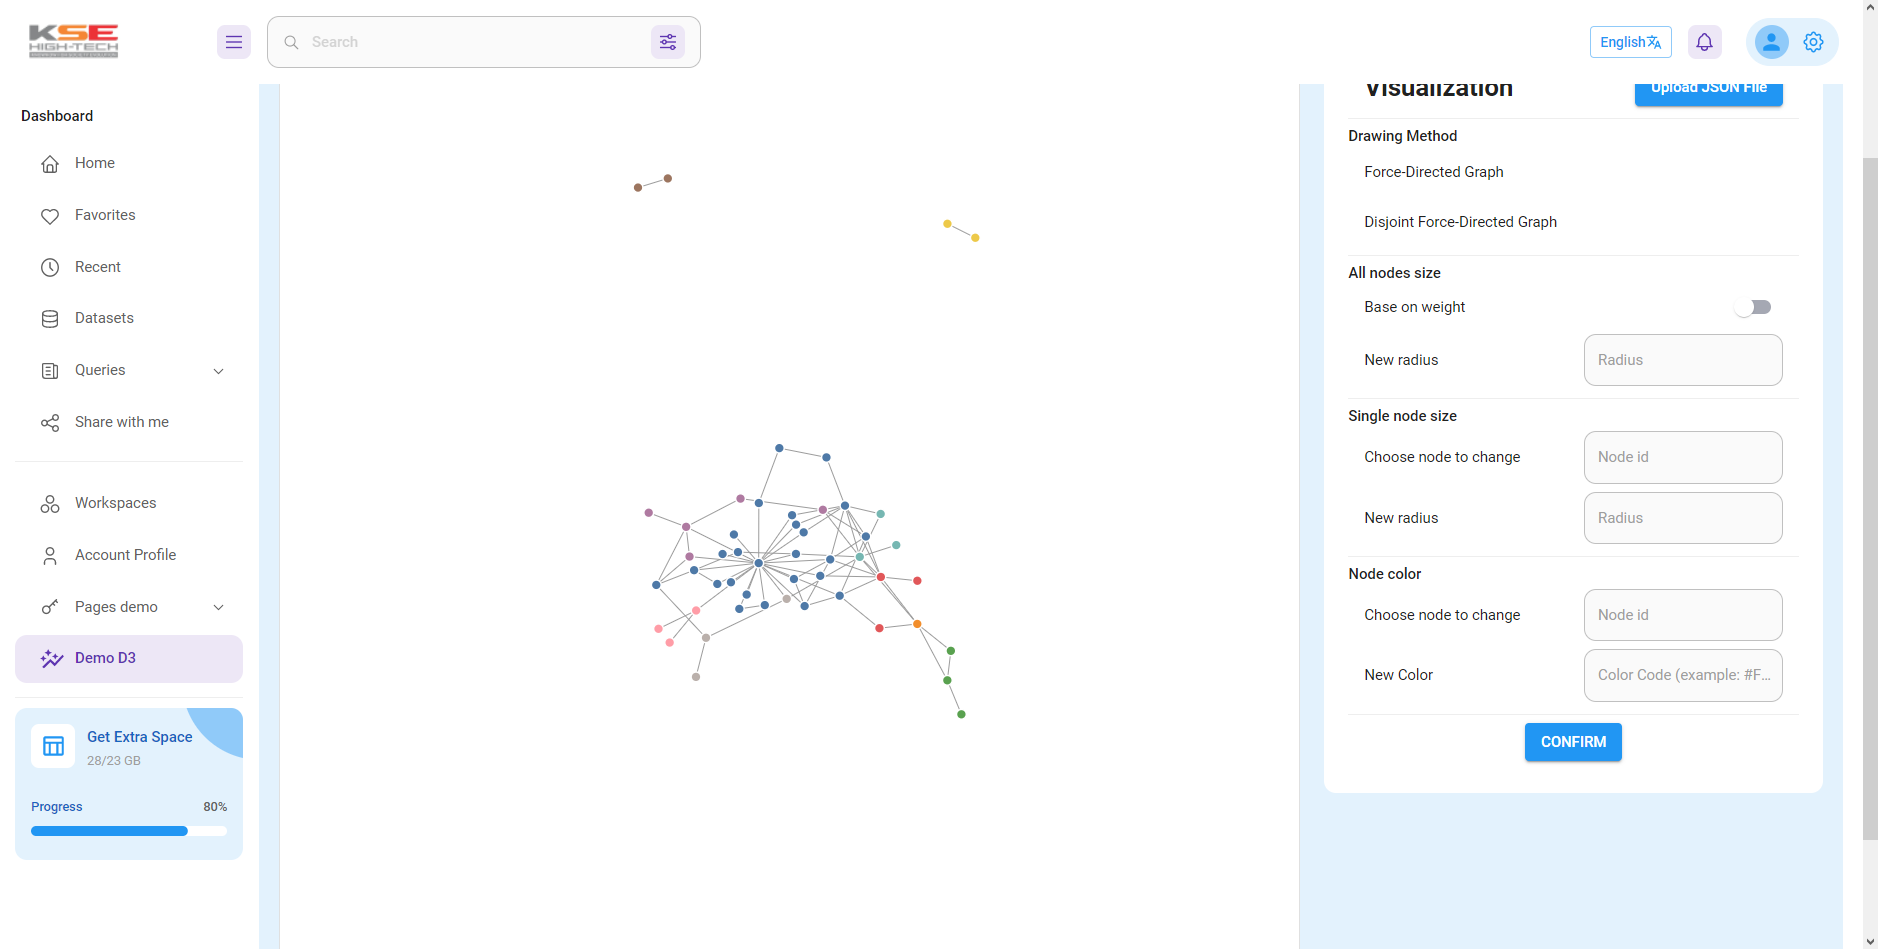 KSE
HIGH-TECH
Search
English
Dashboard
Home
Favorites
Recent
Datasets
Queries
Share with me
Workspaces
Account Profile
Pages demo
Demo D3
Get Extra Space
28/23 GB
Progress 80%
Visualization
Upload JSON File
Drawing Method
Force-Directed Graph
Disjoint Force-Directed Graph
All nodes size
Base on weight
New radius Radius
Single node size
Choose node to change Node id
New radius Radius
Node color
Choose node to change Node id
New Color Color Code (example: #F...
CONFIRM